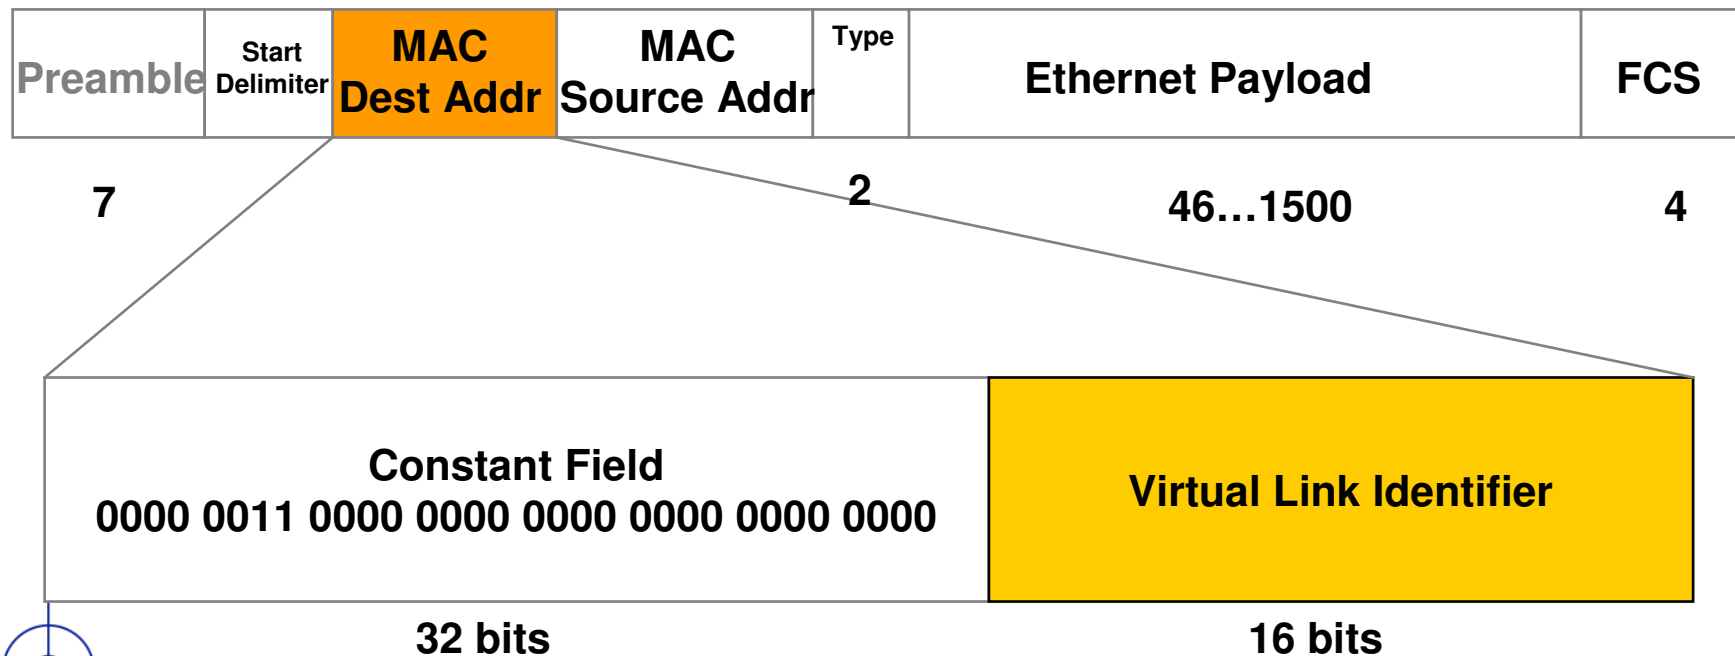 Preamble
Start
Delimiter
MAC
Dest Addr
MAC
Source Addr
Type
Ethernet Payload
FCS
7
2
46...1500
4
Constant Field
0000 0011 0000 0000 0000 0000 0000 0000
Virtual Link Identifier
32 bits
16 bits